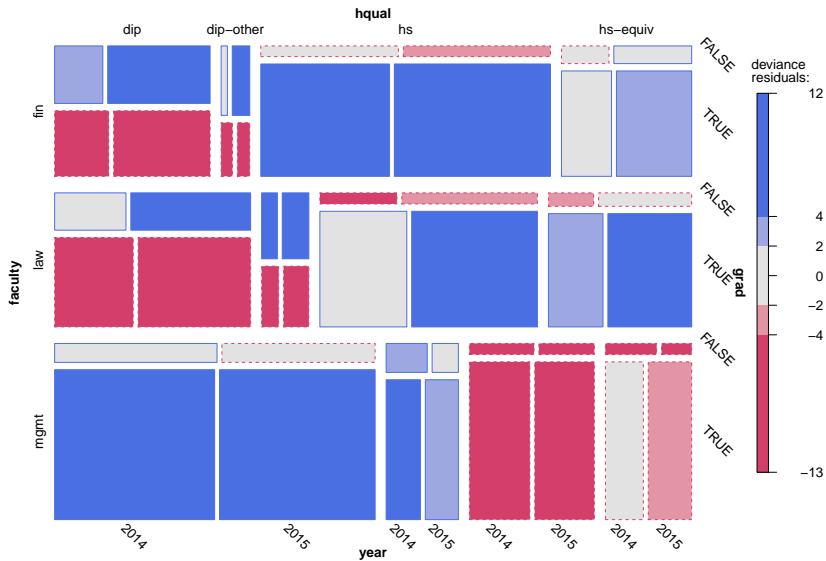 hqual
dip dip-other hs hs-equiv
faculty
fin
law
mgmt
FALSE
TRUE
FALSE
TRUE
FALSE
TRUE
grad
2014 2015 2014 2015 2014 2015 2014 2015
year
deviance
residuals:
12
4
2
0
−2
−4
−13